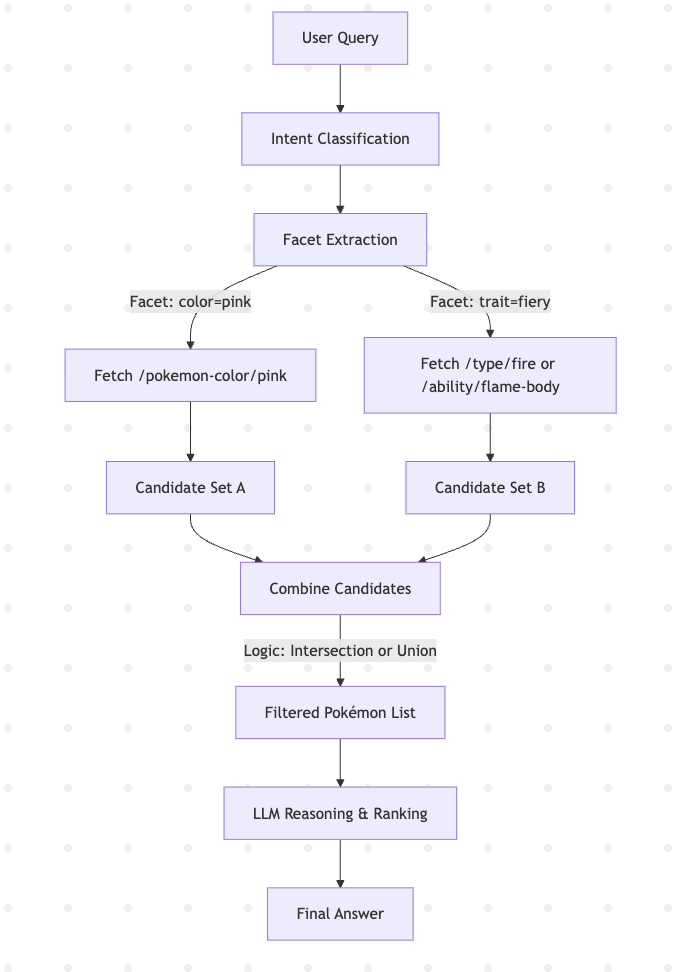 User Query
Intent Classification
Facet Extraction
Facet: color=pink
Facet: trait=fiery
Fetch /pokemon-color/pink
Fetch /type/fire or
/ability/flame-body
Candidate Set A
Candidate Set B
Combine Candidates
Logic: Intersection or Union
Filtered Pokémon List
LLM Reasoning & Ranking
Final Answer